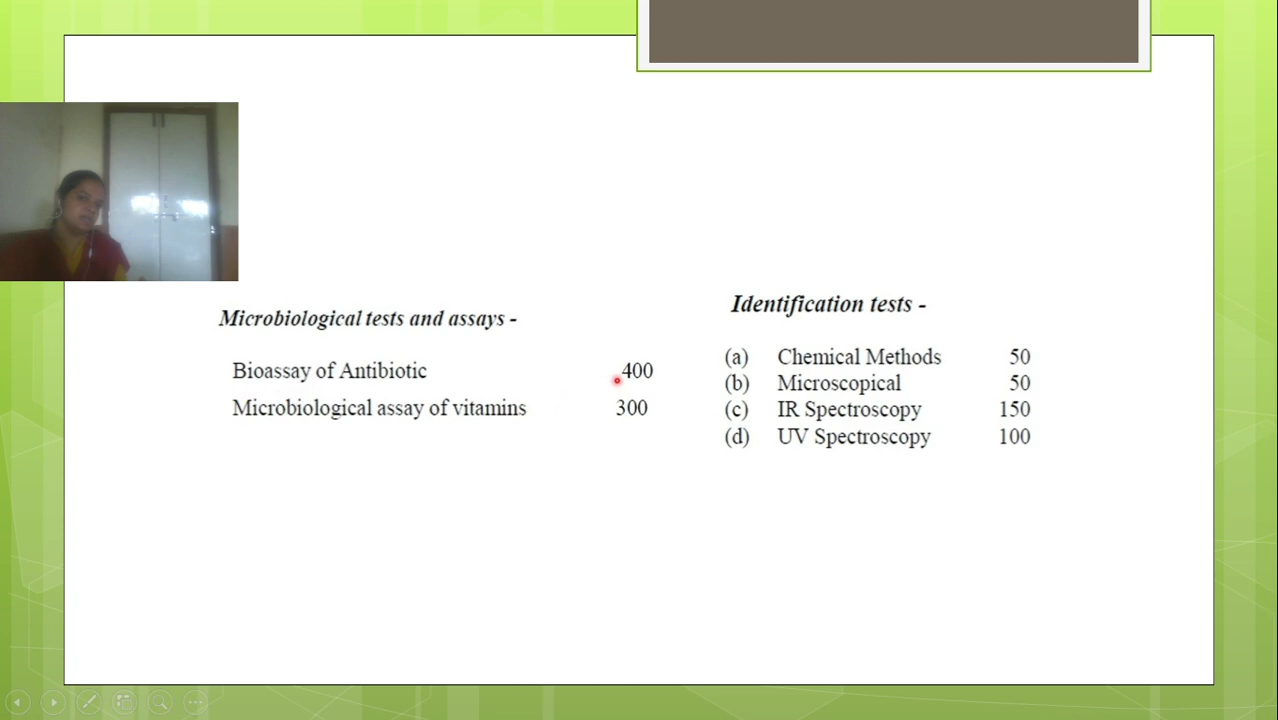 Microbiological tests and assays -
Bioassay of Antibiotic 400
Microbiological assay of vitamins 300
Identification tests -
(a) Chemical Methods 50
(b) Microscopical 50
(c) IR Spectroscopy 150
(d) UV Spectroscopy 100